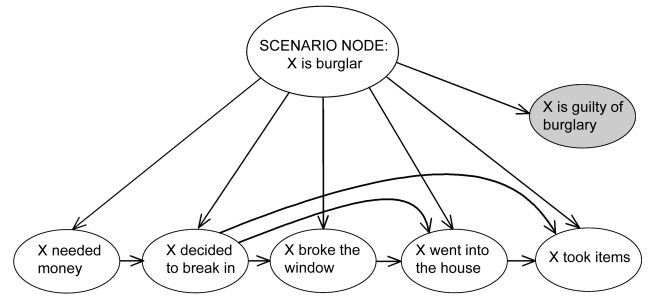 SCENARIO NODE:
X is burglar
X is guilty of
burglary
X needed
money
X decided
to break in
X broke the
window
X went into
the house
X took items